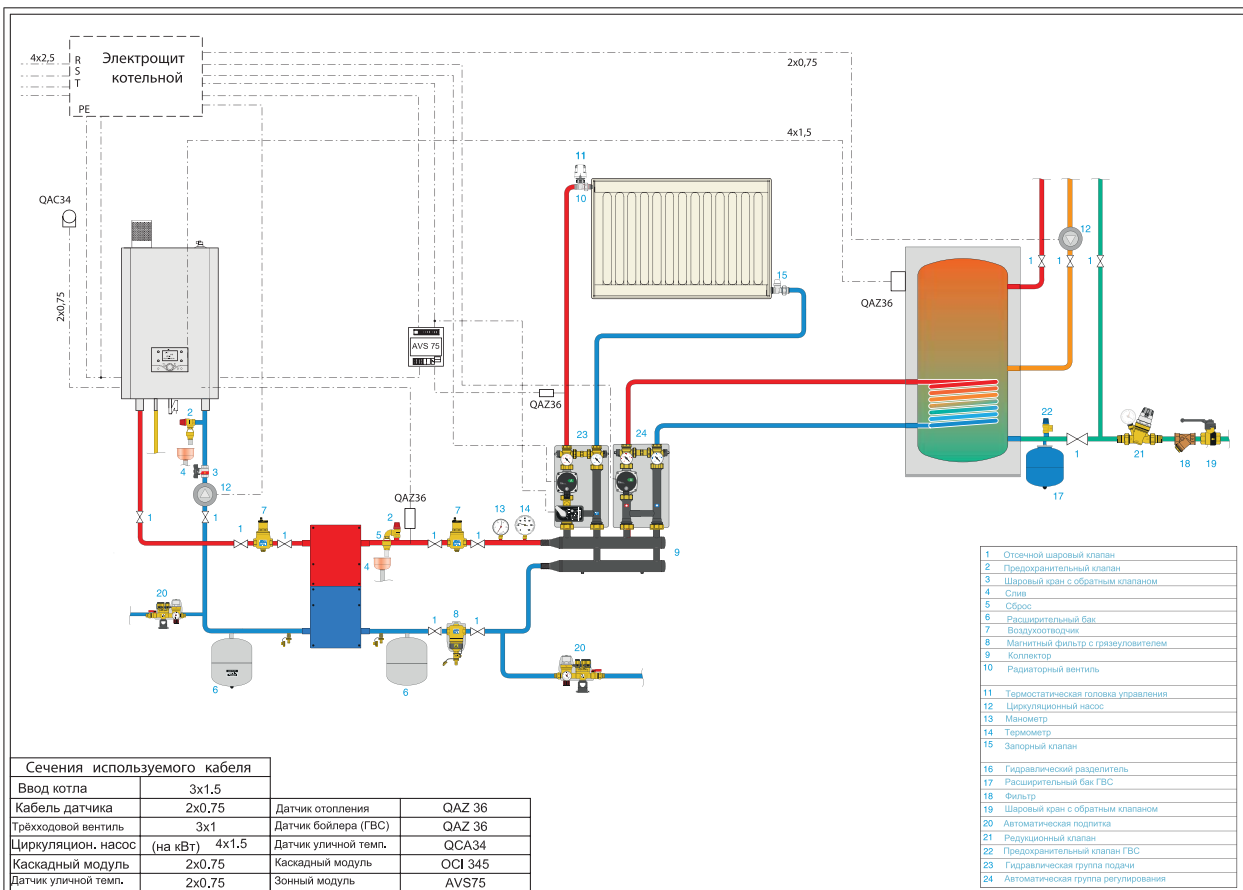 4x2,5
R
S
T
PE
Электрощит
котельной
2x0,75
4x1,5
QAC34
2x0,75
11
10
15
12
1
1
1
QAZ36
AVS 75
QAZ36
2
4
3
12
1
1
23
24
22
1
17
21
18
19
QAZ36
1
7
1
2
5
4
1
7
1
13
14
9
20
6
6
1
8
1
20
1 Отсечной шаровый клапан
2 Предохранительный клапан
3 Шаровый кран с обратным клапаном
4 Слив
5 Сброс
6 Расширительный бак
7 Воздухоотводчик
8 Магнитный фильтр с грязеуловителем
9 Коллектор
10 Радиаторный вентиль
11 Термостатическая головка управления
12 Циркуляционный насос
13 Манометр
14 Термометр
15 Запорный клапан
16 Гидравлический разделитель
17 Расширительный бак ГВС
18 Фильтр
19 Шаровый кран с обратным клапаном
20 Автоматическая подпитка
21 Редукционный клапан
22 Предохранительный клапан ГВС
23 Гидравлическая группа подачи
24 Автоматическая группа регулирования
Сечения используемого кабеля
Ввод котла 3x1.5
Кабель датчика 2x0.75 Датчик отопления QAZ 36
Трёхходовой вентиль 3x1 Датчик бойлера (ГВС) QAZ 36
Циркуляцион. насос (на кВт) 4x1.5 Датчик уличной темп. QCA34
Каскадный модуль 2x0.75 Каскадный модуль OCI 345
Датчик уличной темп. 2x0.75 Зонный модуль AVS75